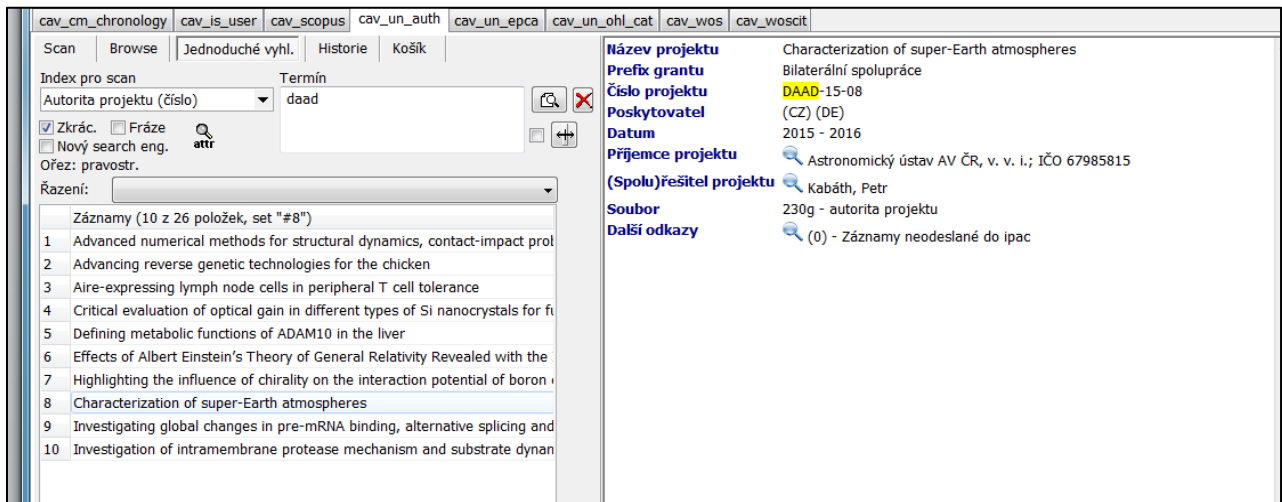 cav_cm_chronology cav_is_user cav_scopus cav_un_auth cav_un_epca cav_un_ohl_cat cav_wos cav_woscit
Scan Browse Jednoduché vyhl. Historie Košík
Index pro scan Termín
Autorita projektu (číslo) daad
Zkrác. Fráze
Nový search eng. attr
Ořez: pravostr.
Řazení:
Záznamy (10 z 26 položek, set "#8")
1 Advanced numerical methods for structural dynamics, contact-impact
2 Advancing reverse genetic technologies for the chicken
3 Aire-expressing lymph node cells in peripheral T cell tolerance
4 Critical evaluation of optical gain in different types of Si nanocrystals for
5 Defining metabolic functions of ADAM10 in the liver
6 Effects of Albert Einstein's Theory of General Relativity Revealed with the
7 Highlighting the influence of chirality on the interaction potential of boron
8 Characterization of super-Earth atmospheres
9 Investigating global changes in pre-mRNA binding, alternative splicing and
10 Investigation of intramembrane protease mechanism and substrate
Název projektu Characterization of super-Earth atmospheres
Prefix grantu Bilaterální spolupráce
Číslo projektu DAAD-15-08
Poskytovatel (CZ) (DE)
Datum 2015 - 2016
Příjemce projektu Astronomický ústav AV ČR, v. v. i.; IČO 67985815
(Spolu)řešitel projektu Kabáth, Petr
Soubor 230g - autorita projektu
Další odkazy (0) - Záznamy neodeslané do ipac